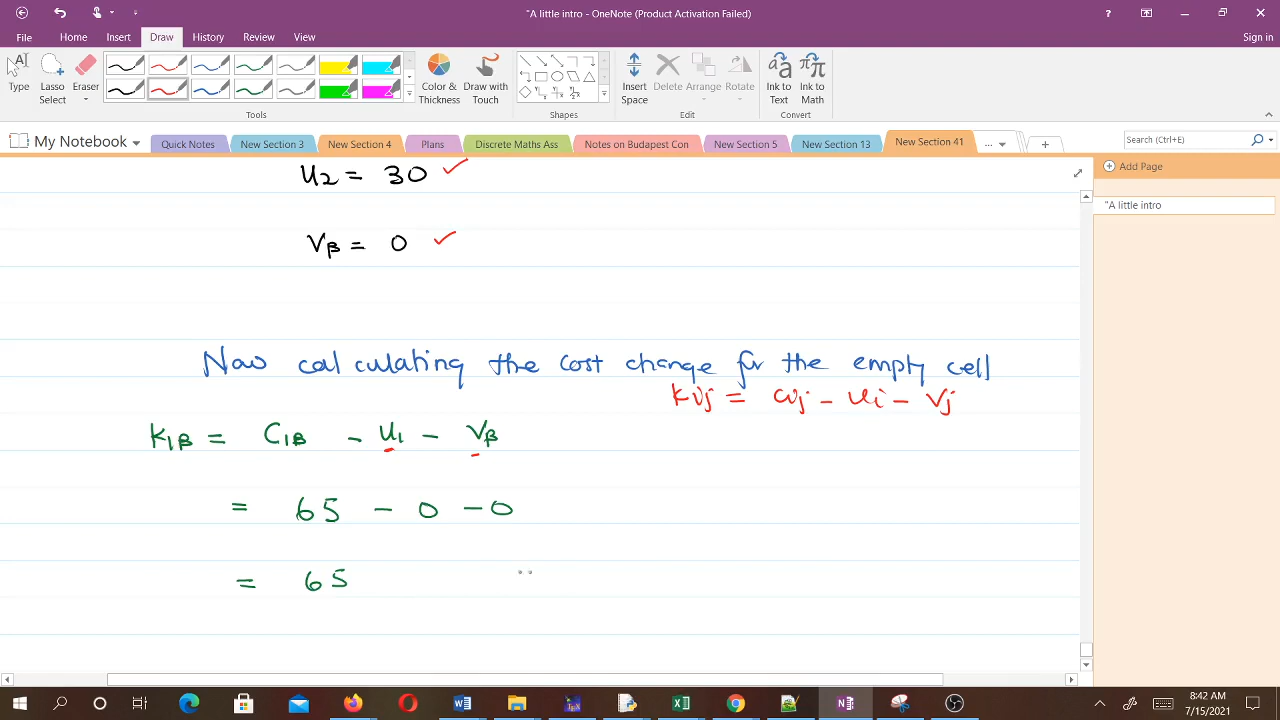 "A little intro - OneNote (Product Activation Failed)
File Home Insert Draw History Review View Sign in
Type Lasso Select Eraser Color & Thickness Draw with Touch Insert Space Delete Arrange Rotate Ink to Text Ink to Math
Tools Shapes Edit Convert
My Notebook Quick Notes New Section 3 New Section 4 Plans Discrete Maths Ass Notes on Budapest Con New Section 5 New Section 13 New Section 41 ... Search (Ctrl+E)
Add Page
"A little intro
u2 = 30 ✓
Vβ = 0 ✓
Now calculating the cost change for the empty cell
Kij = Cij - Ui - Vj
K1β = C1β - U1 - Vβ
= 65 - 0 - 0
= 65
8:42 AM
7/15/2021